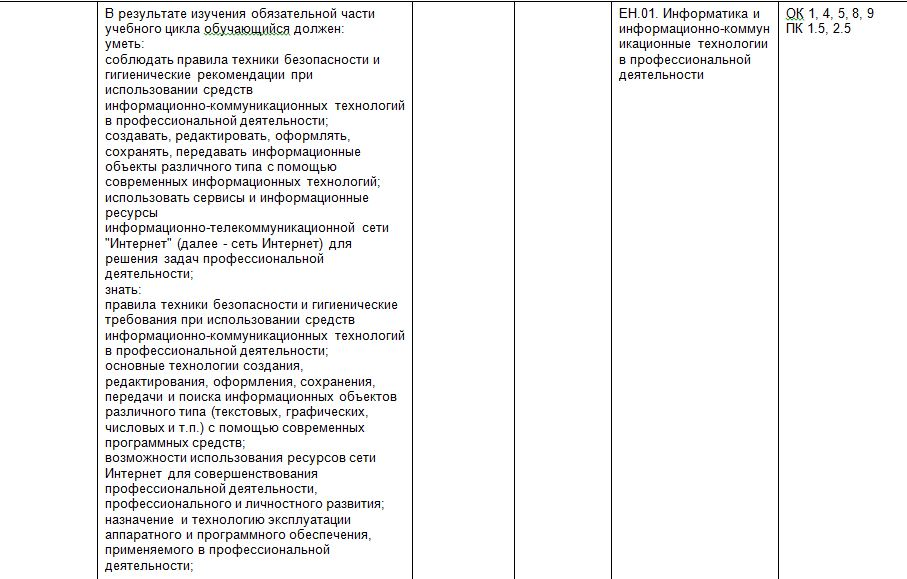 В результате изучения обязательной части
учебного цикла обучающийся должен:
уметь:
соблюдать правила техники безопасности и
гигиенические рекомендации при
использовании средств
информационно-коммуникационных технологий
в профессиональной деятельности;
создавать, редактировать, оформлять,
сохранять, передавать информационные
объекты различного типа с помощью
современных информационных технологий;
использовать сервисы и информационные
ресурсы
информационно-телекоммуникационной сети
"Интернет" (далее - сеть Интернет) для
решения задач профессиональной
деятельности;
знать:
правила техники безопасности и гигиенические
требования при использовании средств
информационно-коммуникационных технологий
в профессиональной деятельности;
основные технологии создания,
редактирования, оформления, сохранения,
передачи и поиска информационных объектов
различного типа (текстовых, графических,
числовых и т.п.) с помощью современных
программных средств;
возможности использования ресурсов сети
Интернет для совершенствования
профессиональной деятельности,
профессионального и личностного развития;
назначение и технологию эксплуатации
аппаратного и программного обеспечения,
применяемого в профессиональной
деятельности;
ЕН.01. Информатика и
информационно-коммун
икационные технологии
в профессиональной
деятельности
ОК 1, 4, 5, 8, 9
ПК 1.5, 2.5